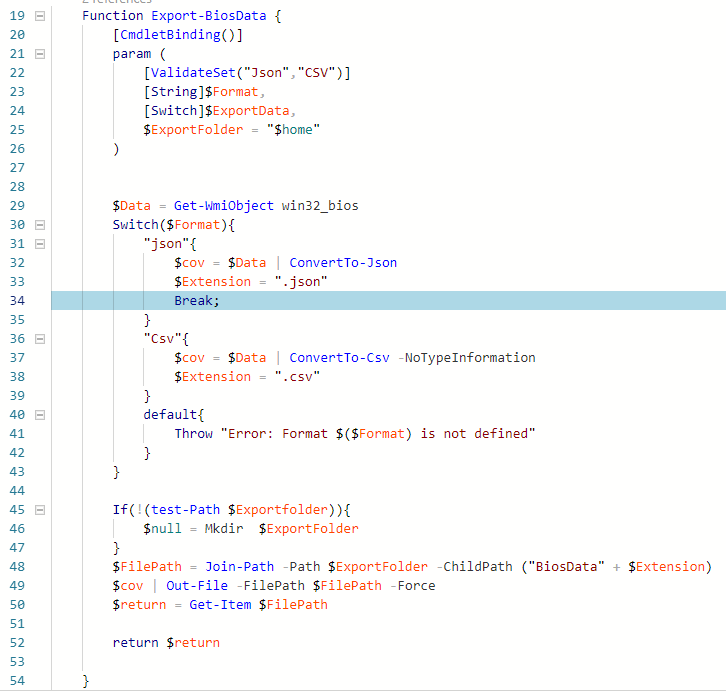 2 references
19 Function Export-BiosData {
20 [CmdletBinding()]
21 param (
22 [ValidateSet("Json","CSV")]
23 [String]$Format,
24 [Switch]$ExportData,
25 $ExportFolder = "$home"
26 )
27
28
29 $Data = Get-WmiObject win32_bios
30 Switch($Format){
31 "json"{
32 $cov = $Data | ConvertTo-Json
33 $Extension = ".json"
34 Break;
35 }
36 "Csv"{
37 $cov = $Data | ConvertTo-Csv -NoTypeInformation
38 $Extension = ".csv"
39 }
40 default{
41 Throw "Error: Format $($Format) is not defined"
42 }
43 }
44
45 If(!(test-Path $Exportfolder)){
46 $null = Mkdir  $ExportFolder
47 }
48 $FilePath = Join-Path -Path $ExportFolder -ChildPath ("BiosData" + $Extension)
49 $cov | Out-File -FilePath $FilePath -Force
50 $return = Get-Item $FilePath
51
52 return $return
53
54 }